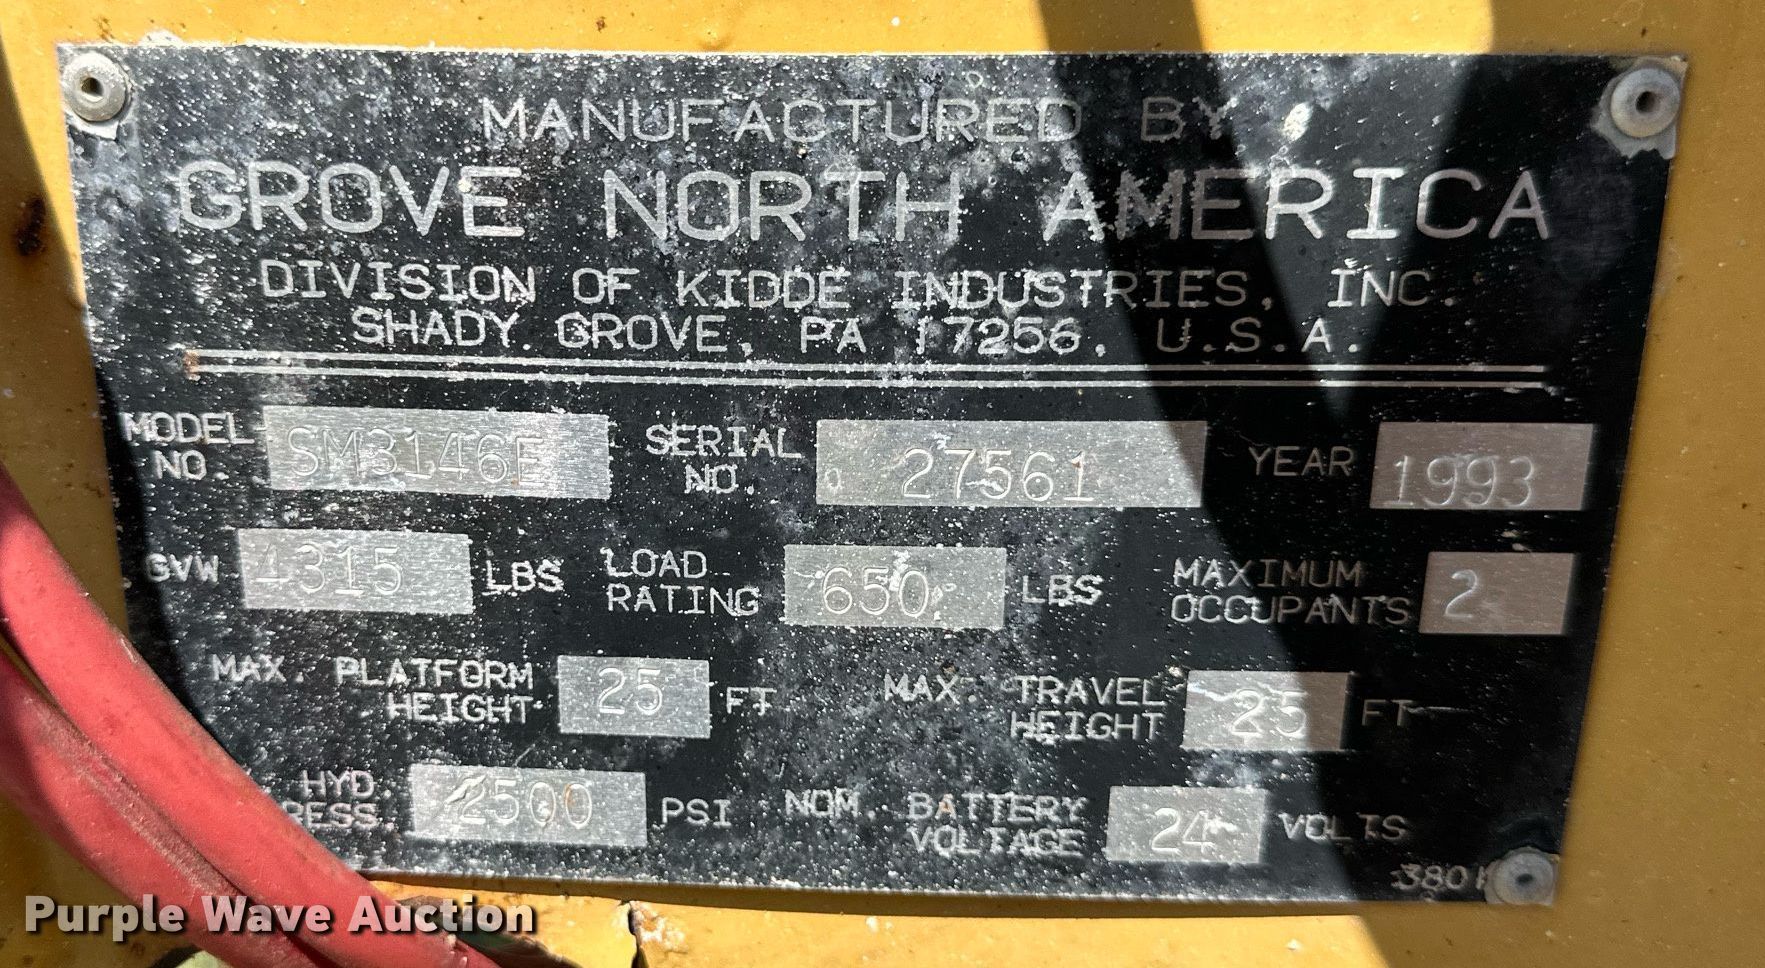 MANUFACTURED BY
GROVE NORTH AMERICA
DIVISION OF KIDDE INDUSTRIES, INC.
SHADY GROVE, PA 17256, U.S.A.
MODEL NO. SM3146E SERIAL NO. 27561 YEAR 1993
GVW 4315 LBS LOAD RATING 650 LBS MAXIMUM OCCUPANTS 2
MAX. PLATFORM HEIGHT 25 FT. MAX. TRAVEL HEIGHT 25 FT
HYD. RESS. 2500 PSI NOM. BATTERY VOLTAGE 24 VOLTS
3801
Purple Wave Auction